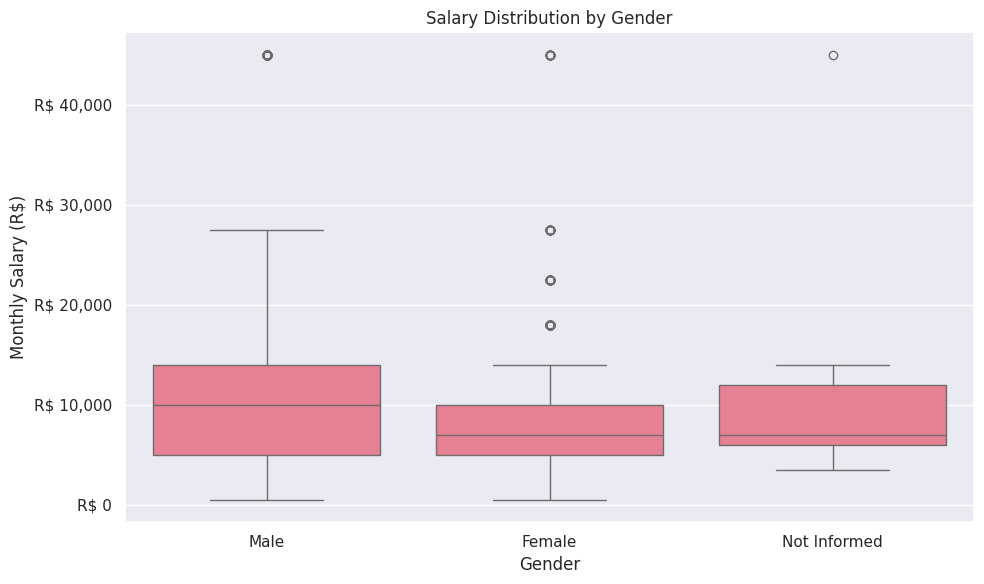 Salary Distribution by Gender
Monthly Salary (R$)
R$ 40,000
R$ 30,000
R$ 20,000
R$ 10,000
R$ 0
Male Female Not Informed
Gender